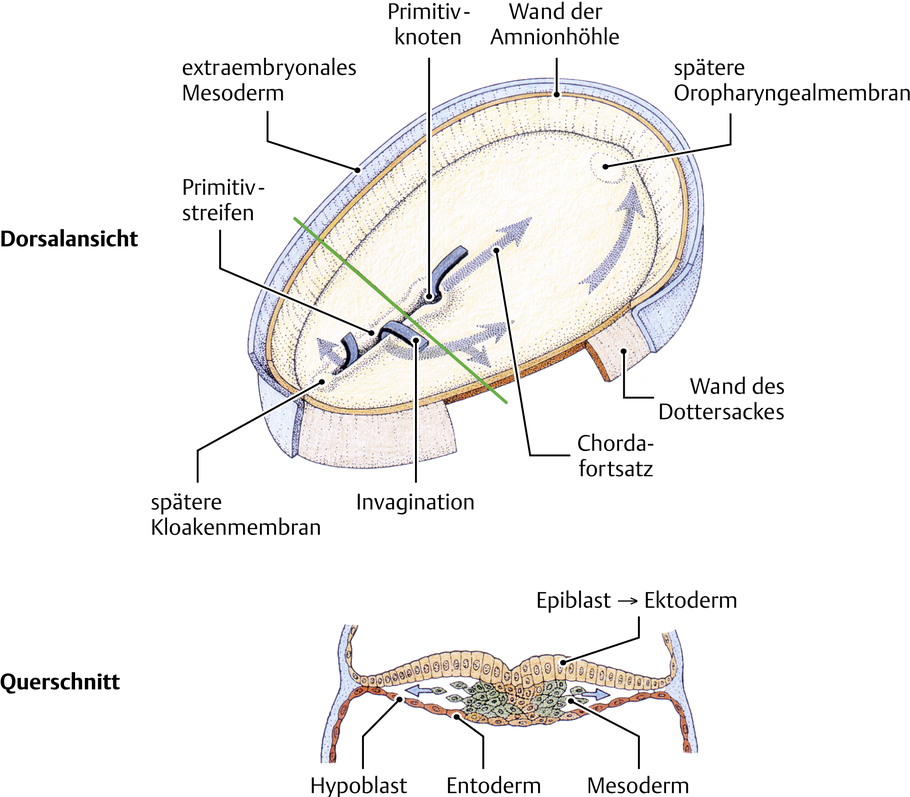 Primitiv-
knoten
Wand der
Amnionhöhle
extraembryonales
Mesoderm
spätere
Oropharyngealmembran
Primitiv-
streifen
Dorsalansicht
Wand des
Dottersackes
Chorda-
fortsatz
spätere
Kloakenmembran
Invagination
Epiblast → Ektoderm
Querschnitt
Hypoblast
Entoderm
Mesoderm